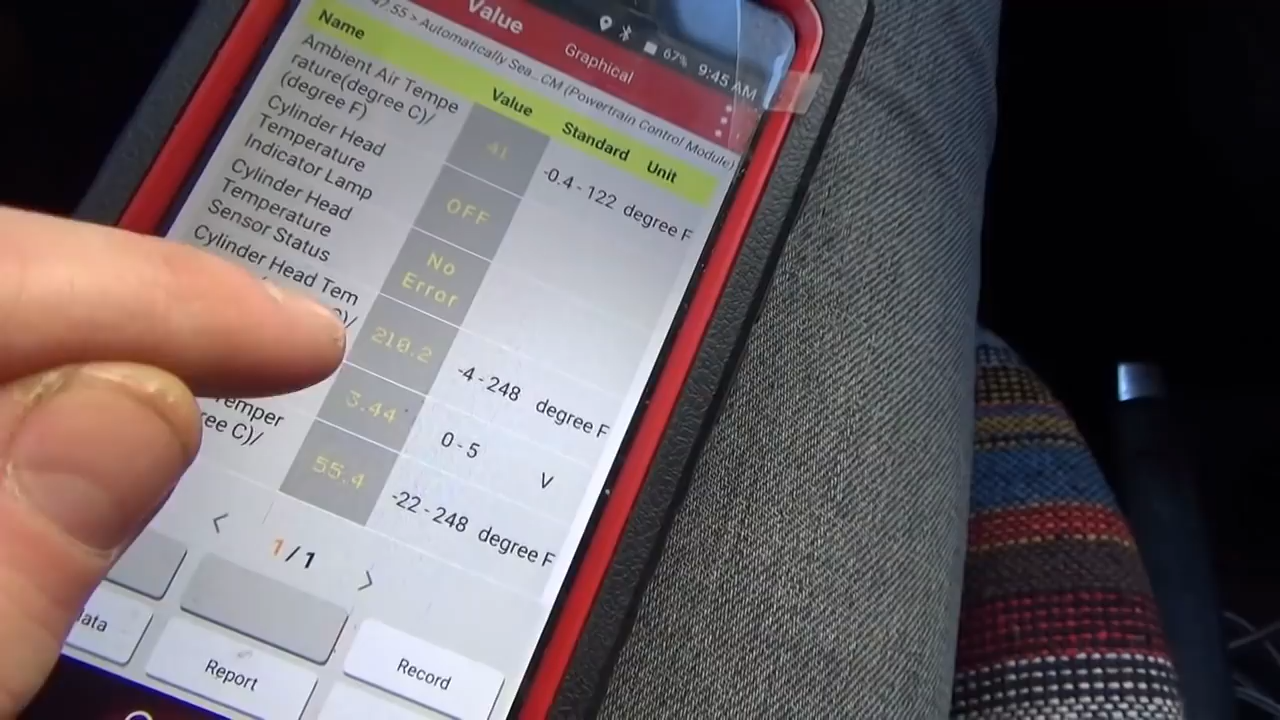 67% 9:45 AM
Value
Graphical
47.55 > Automatically Sea...CM (Powertrain Control Module)
Name Value Standard Unit
Ambient Air Tempe
rature(degree C)/
(degree F)
41
-0.4 - 122 degree F
Cylinder Head
Temperature
Indicator Lamp
OFF
Cylinder Head
Temperature
Sensor Status
No
Error
Cylinder Head Tem
210.2
-4 - 248 degree F
3.44
0 - 5 V
Temper
ree C)/
55.4
-22 - 248 degree F
< 1 / 1 >
Report
Record